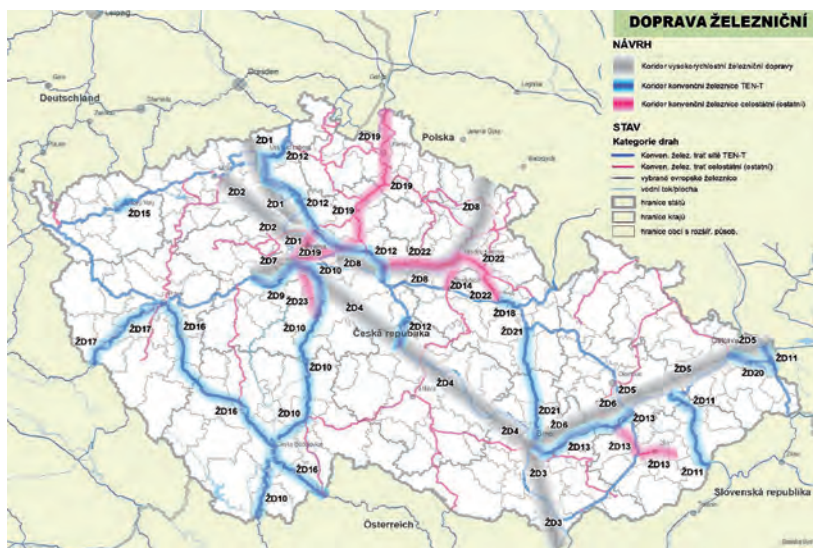 DOPRAVA ŽELEZNIČNÍ
NÁVRH
Koridor vysokorychlostní železniční dopravy
Koridor konvenční železnice TEN-T
Koridor konvenční železnice celostátní (ostatní)
STAV
Kategorie drah
Konven. želez. trať sítě TEN-T
Konven. želez. trať celostátní (ostatní)
vybrané evropské železnice
vodní tok/plocha
hranice států
hranice krajů
hranice obcí s rozšíř. působ.
Leipzig
Dresden
Deutschland
Polska
ŽD1
ŽD12
ŽD19
ŽD2
ŽD19
ŽD8
ŽD15
ŽD1
ŽD12
ŽD19
ŽD2
ŽD1
ŽD19
ŽD12
ŽD22
ŽD22
ŽD7
ŽD10
ŽD8
ŽD8
ŽD14
ŽD22
ŽD9
ŽD23
ŽD4
ŽD18
ŽD17
ŽD17
ŽD16
ŽD10
ŽD12
ŽD21
Česká republika
ŽD5
ŽD11
ŽD10
ŽD5
ŽD20
ŽD4
ŽD5
ŽD6
ŽD11
ŽD16
ŽD10
ŽD21
ŽD6
ŽD13
ŽD4
ŽD13
ŽD13
ŽD13
ŽD16
ŽD3
ŽD11
ŽD10
ŽD3
Slovenská republika
Österreich